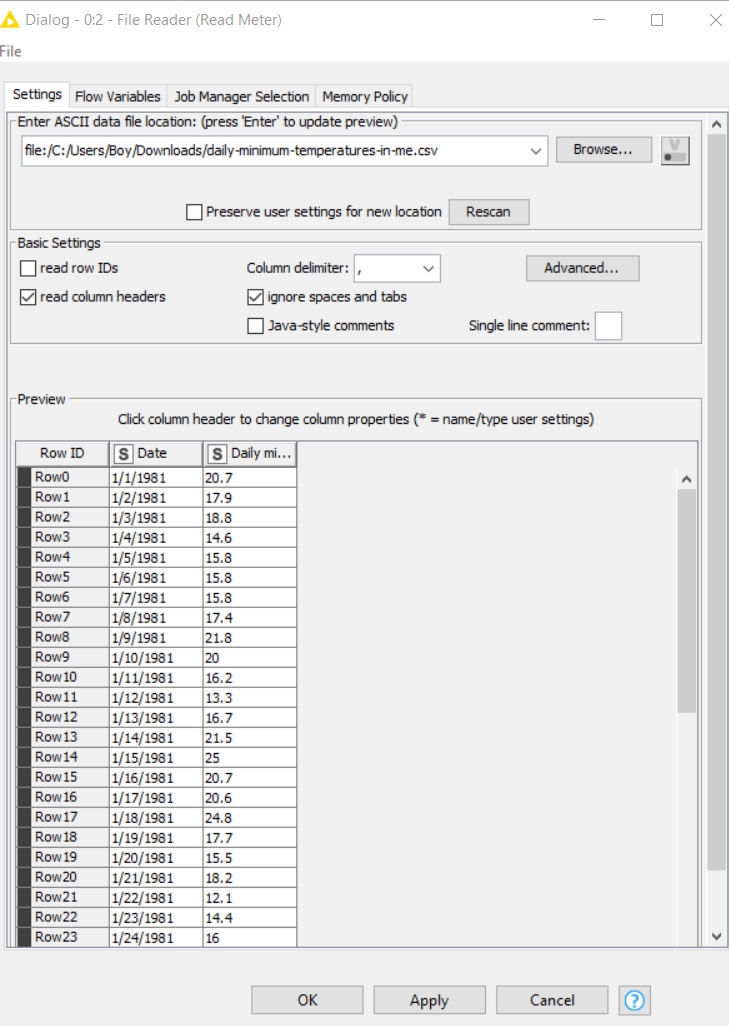 Dialog - 0:2 - File Reader (Read Meter)
File
Settings Flow Variables Job Manager Selection Memory Policy
Enter ASCII data file location: (press 'Enter' to update preview)
file:/C:/Users/Boy/Downloads/daily-minimum-temperatures-in-me.csv Browse... V
Preserve user settings for new location Rescan
Basic Settings
read row IDs Column delimiter: , Advanced...
read column headers ignore spaces and tabs
Java-style comments Single line comment:
Preview
Click column header to change column properties (* = name/type user settings)
Row ID S Date S Daily mi...
Row0 1/1/1981 20.7
Row1 1/2/1981 17.9
Row2 1/3/1981 18.8
Row3 1/4/1981 14.6
Row4 1/5/1981 15.8
Row5 1/6/1981 15.8
Row6 1/7/1981 15.8
Row7 1/8/1981 17.4
Row8 1/9/1981 21.8
Row9 1/10/1981 20
Row10 1/11/1981 16.2
Row11 1/12/1981 13.3
Row12 1/13/1981 16.7
Row13 1/14/1981 21.5
Row14 1/15/1981 25
Row15 1/16/1981 20.7
Row16 1/17/1981 20.6
Row17 1/18/1981 24.8
Row18 1/19/1981 17.7
Row19 1/20/1981 15.5
Row20 1/21/1981 18.2
Row21 1/22/1981 12.1
Row22 1/23/1981 14.4
Row23 1/24/1981 16
OK Apply Cancel ?